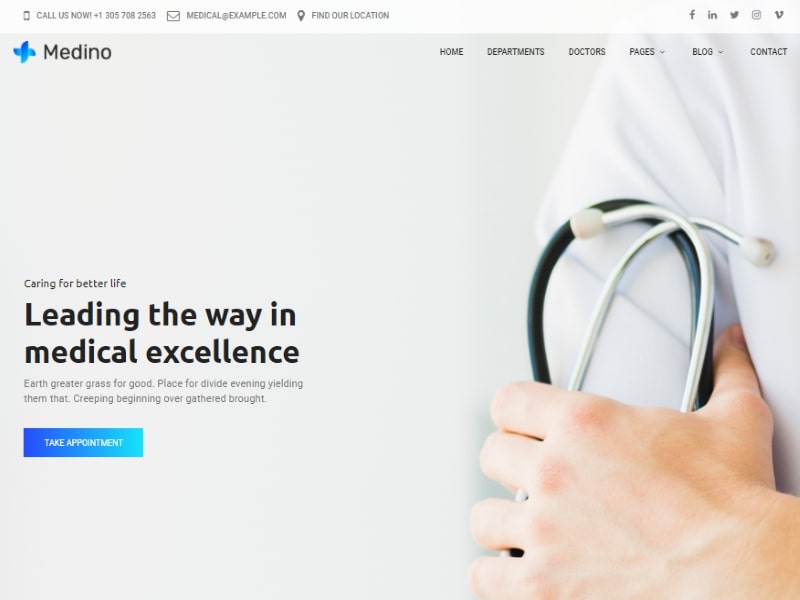 CALL US NOW! +1 305 708 2563 MEDICAL@EXAMPLE.COM FIND OUR LOCATION
Medino
HOME DEPARTMENTS DOCTORS PAGES BLOG CONTACT
Caring for better life
Leading the way in
medical excellence
Earth greater grass for good. Place for divide evening yielding
them that. Creeping beginning over gathered brought.
TAKE APPOINTMENT